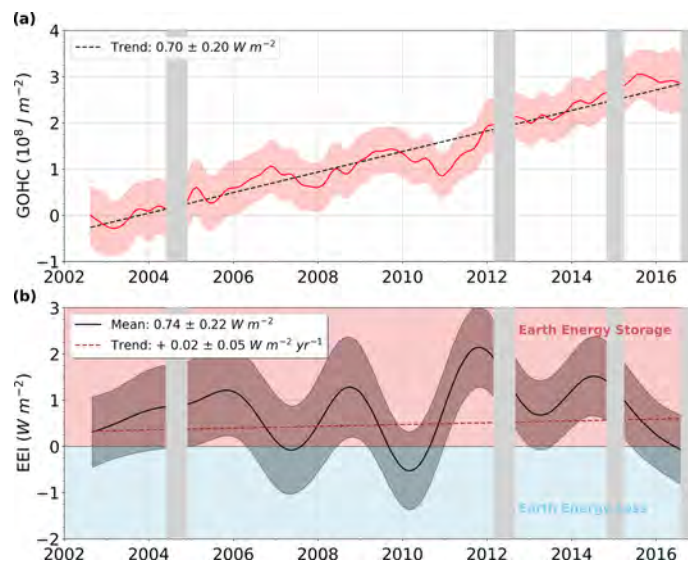 (a)
4
3
2
1
0
−1
GOHC (10⁸ J m⁻²)
Trend: 0.70 ± 0.20 W m⁻²
2002 2004 2006 2008 2010 2012 2014 2016
(b)
3
2
1
0
−1
−2
EEI (W m⁻²)
Mean: 0.74 ± 0.22 W m⁻²
Trend: + 0.02 ± 0.05 W m⁻² yr⁻¹
Earth Energy Storage
Earth Energy Loss
2002 2004 2006 2008 2010 2012 2014 2016